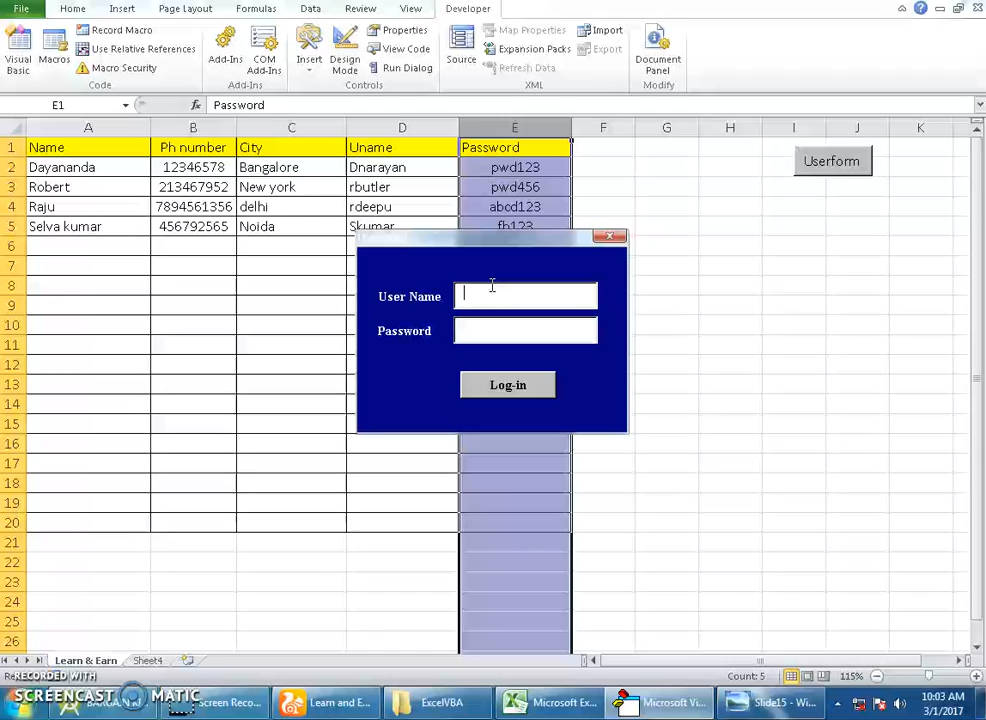 File Home Insert Page Layout Formulas Data Review View Developer
Visual Basic
Macros
Record Macro
Use Relative References
Macro Security
Code
Add-Ins
COM Add-Ins
Add-Ins
Insert
Design Mode
Properties
View Code
Run Dialog
Controls
Source
Map Properties
Expansion Packs
Refresh Data
Import
Export
XML
Document Panel
Modify
E1 fx Password
A B C D E F G H I J K
1 Name Ph number City Uname Password
Userform
2 Dayananda 12346578 Bangalore Dnarayan pwd123
3 Robert 213467952 New york rbutler pwd456
4 Raju 7894561356 delhi rdeepu abcd123
5 Selva kumar 456792565 Noida Skumar fb123
6
7
8
9
10
11
12
13
14
15
16
17
18
19
20
21
22
23
24
25
26
User Name
Password
Log-in
Learn & Earn Sheet4
Count: 5 115%
RECORDED WITH
SCREENCAST MATIC
Screen Reco...
Learn and E...
ExcelVBA
Microsoft Exc...
Microsoft Vi...
Slide15 - Wi...
10:03 AM
3/1/2017